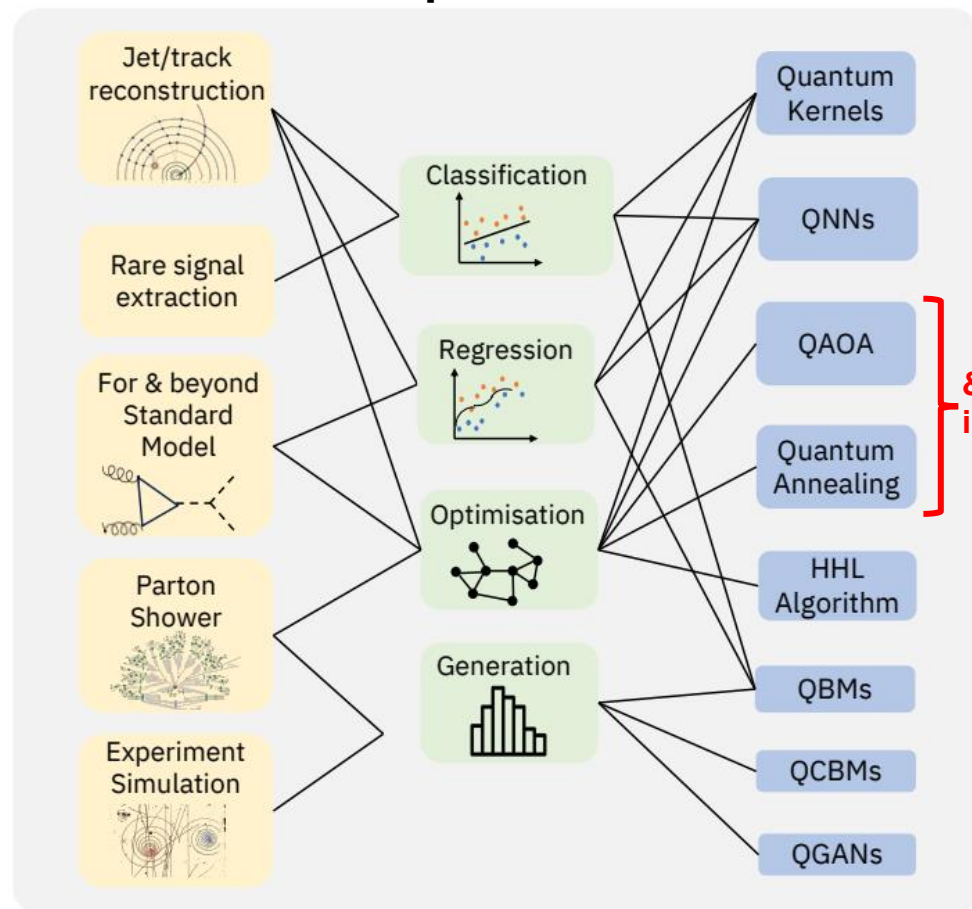 Jet/track
reconstruction
Rare signal
extraction
For & beyond
Standard
Model
Parton
Shower
Experiment
Simulation
Classification
Regression
Optimisation
Generation
Quantum
Kernels
QNNs
QAOA
Quantum
Annealing
HHL
Algorithm
QBMs
QCBMs
QGANs